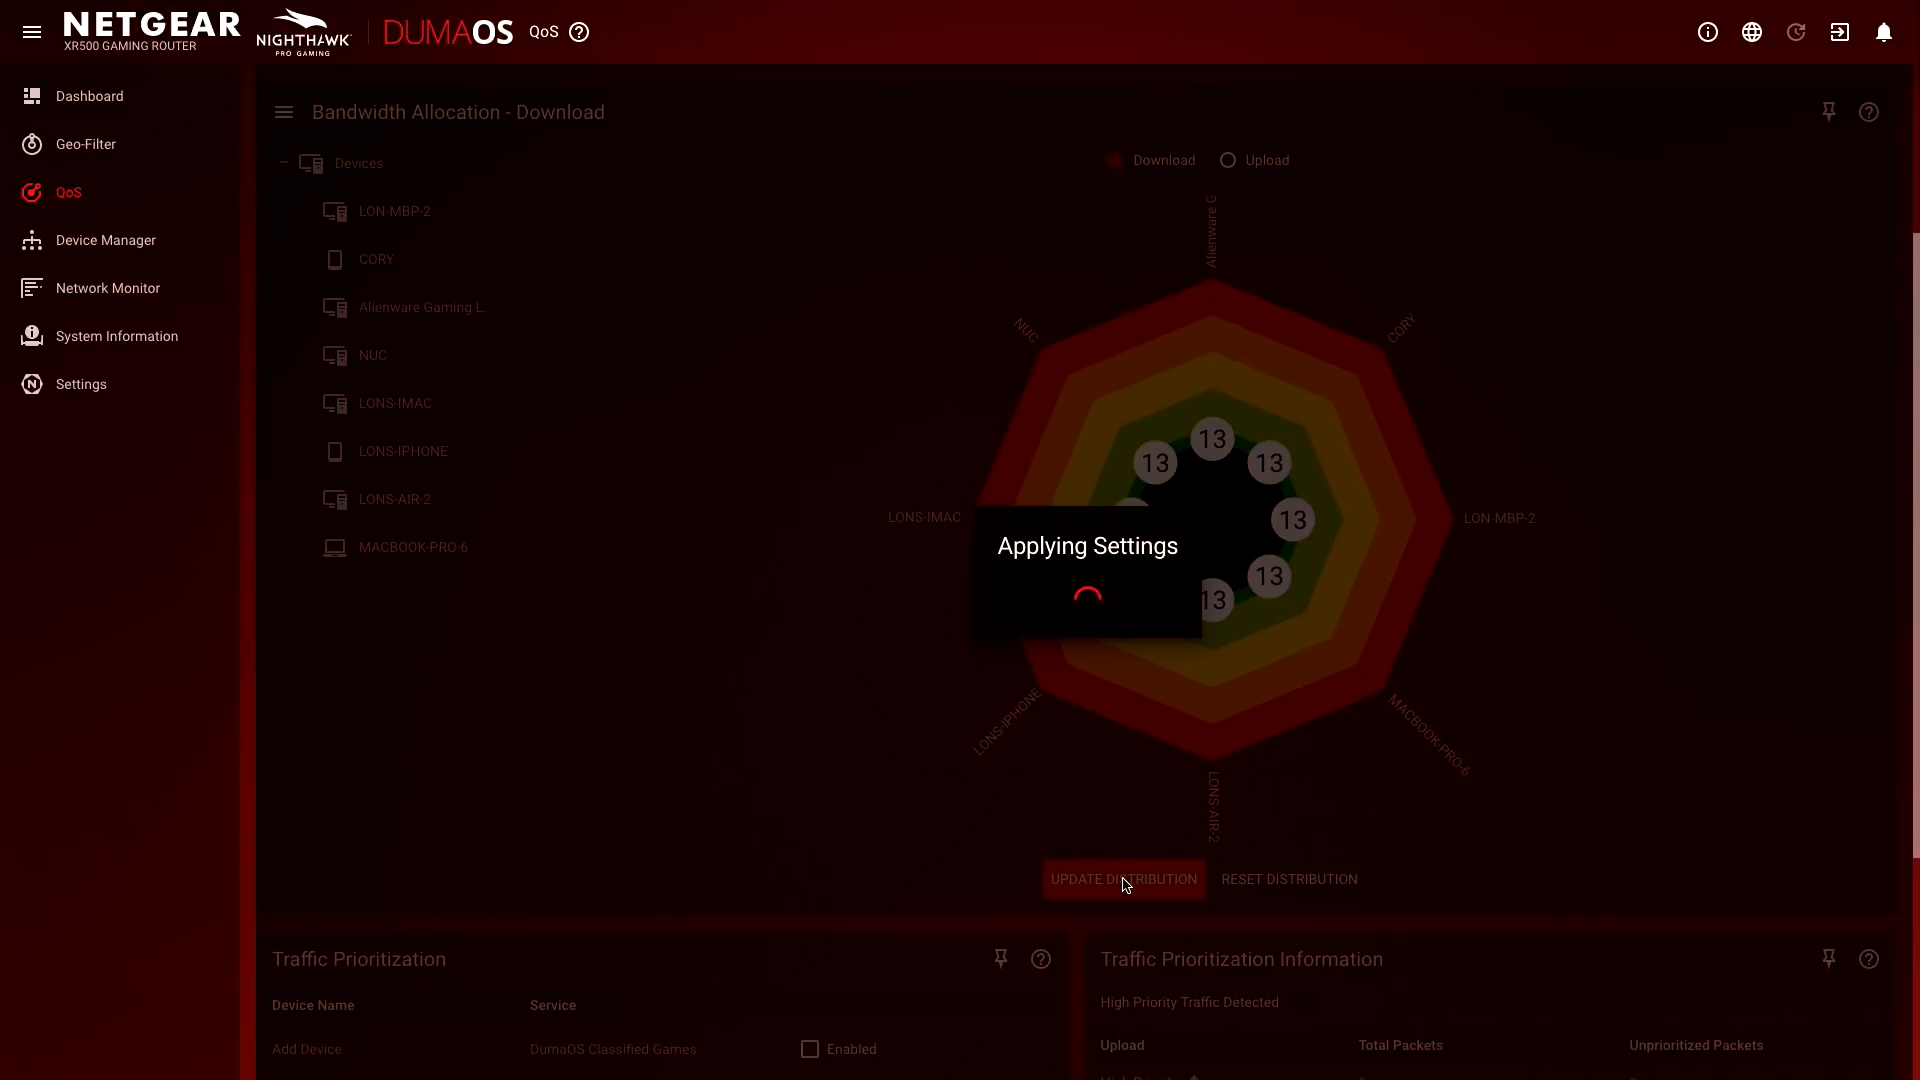 NETGEAR
XR500 GAMING ROUTER
NIGHTHAWK
PRO GAMING
DUMAOS
QoS
Dashboard
Geo-Filter
QoS
Device Manager
Network Monitor
System Information
Settings
Bandwidth Allocation - Download
Devices
LON-MBP-2
CORY
Alienware Gaming L...
NUC
LONS-IMAC
LONS-IPHONE
LONS-AIR-2
MACBOOK-PRO-6
Download
Upload
Alienware G
NUC
CORY
13
13
13
LONS-IMAC
13
LON-MBP-2
Applying Settings
13
13
LONS-IPHONE
MACBOOK-PRO-6
LONS-AIR-2
UPDATE DISTRIBUTION
RESET DISTRIBUTION
Traffic Prioritization
Device Name
Service
Add Device
DumaOS Classified Games
Enabled
Traffic Prioritization Information
High Priority Traffic Detected
Upload
Total Packets
Unprioritized Packets